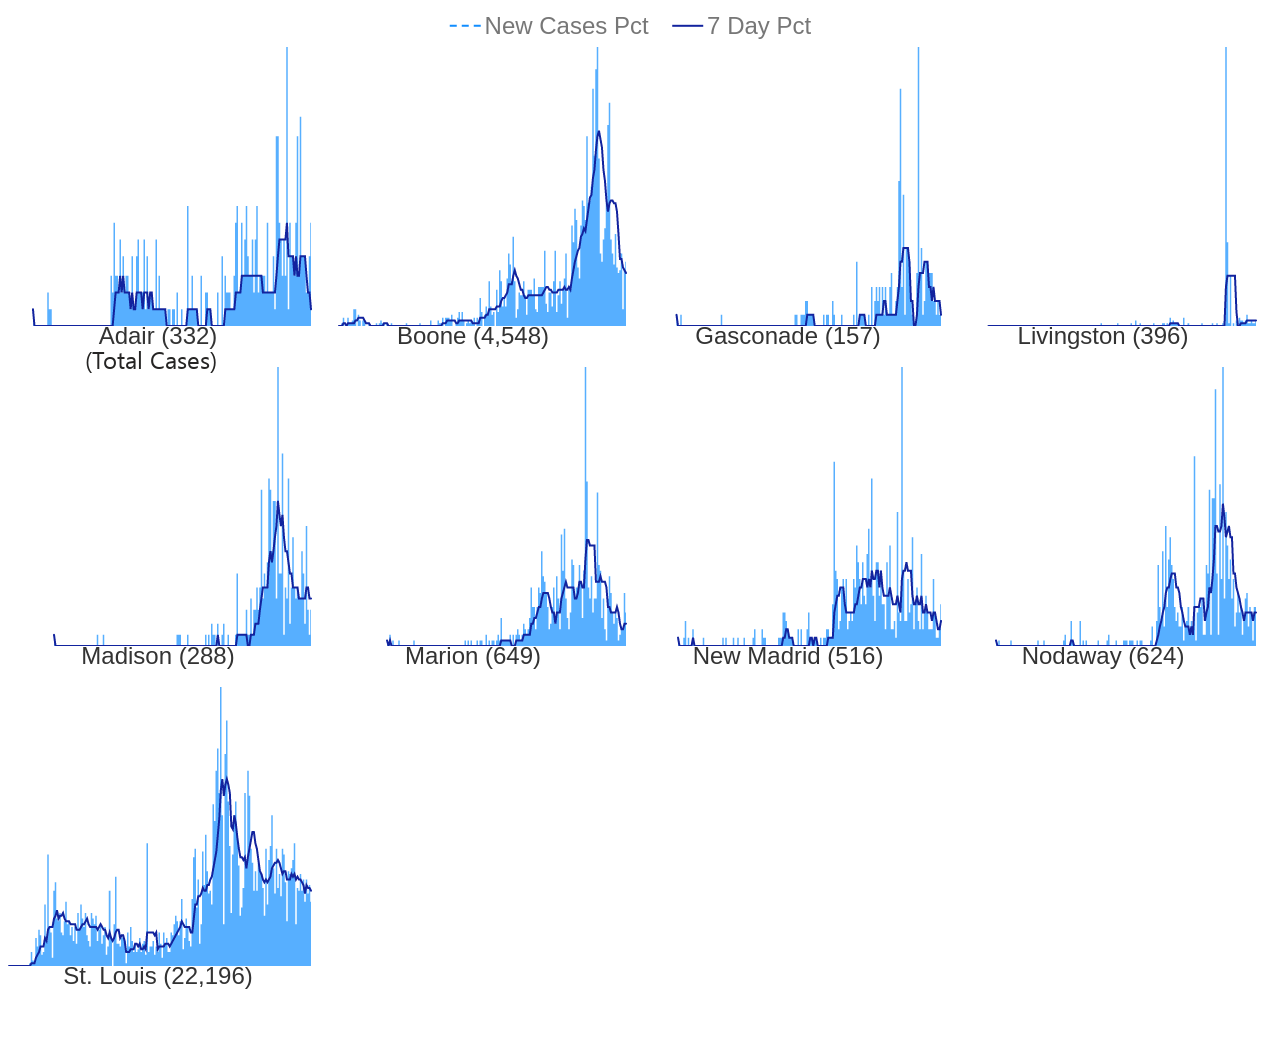 New Cases Pct 7 Day Pct
Adair (332)
(Total Cases)
Boone (4,548)
Gasconade (157)
Livingston (396)
Madison (288)
Marion (649)
New Madrid (516)
Nodaway (624)
St. Louis (22,196)